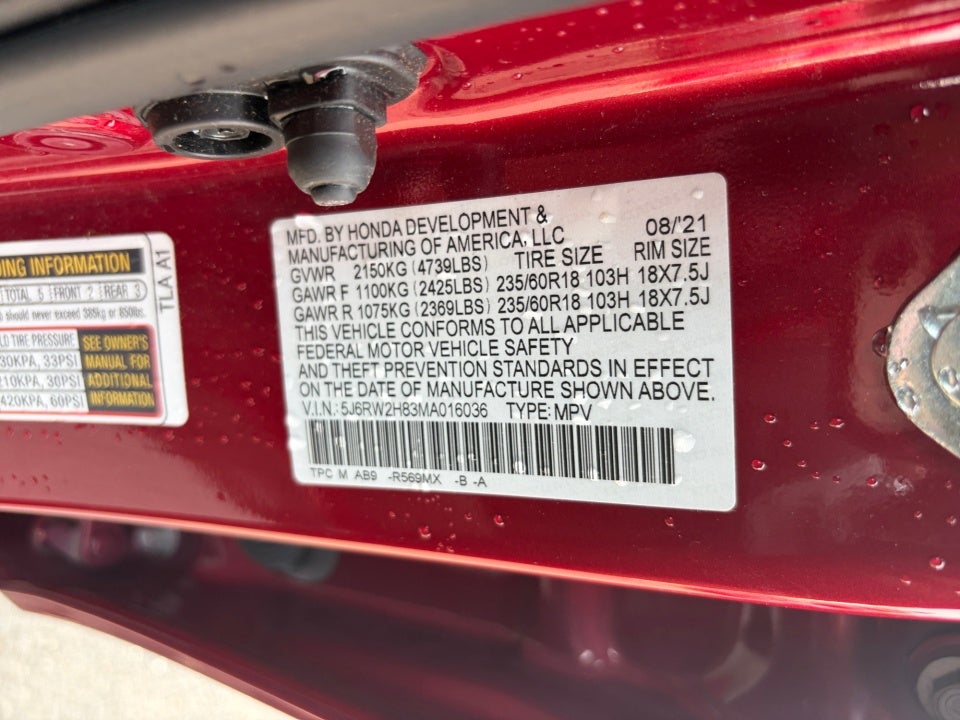 DING INFORMATION
TOTAL 5 FRONT 2 REAR 3
should never exceed 385kg or 850lbs.
TIRE PRESSURE
30KPA, 33PSI
210KPA, 30PSI
420KPA, 60PSI
SEE OWNER'S
MANUAL FOR
ADDITIONAL
INFORMATION
TLA A1
MFD. BY HONDA DEVELOPMENT &
MANUFACTURING OF AMERICA, LLC 08/'21
GVWR 2150KG (4739LBS) TIRE SIZE RIM SIZE
GAWR F 1100KG (2425LBS) 235/60R18 103H 18X7.5J
GAWR R 1075KG (2369LBS) 235/60R18 103H 18X7.5J
THIS VEHICLE CONFORMS TO ALL APPLICABLE
FEDERAL MOTOR VEHICLE SAFETY
AND THEFT PREVENTION STANDARDS IN EFFECT
ON THE DATE OF MANUFACTURE SHOWN ABOVE.
V.I.N.: 5J6RW2H83MA016036 TYPE: MPV
TPC M AB9 -R569MX -B -A